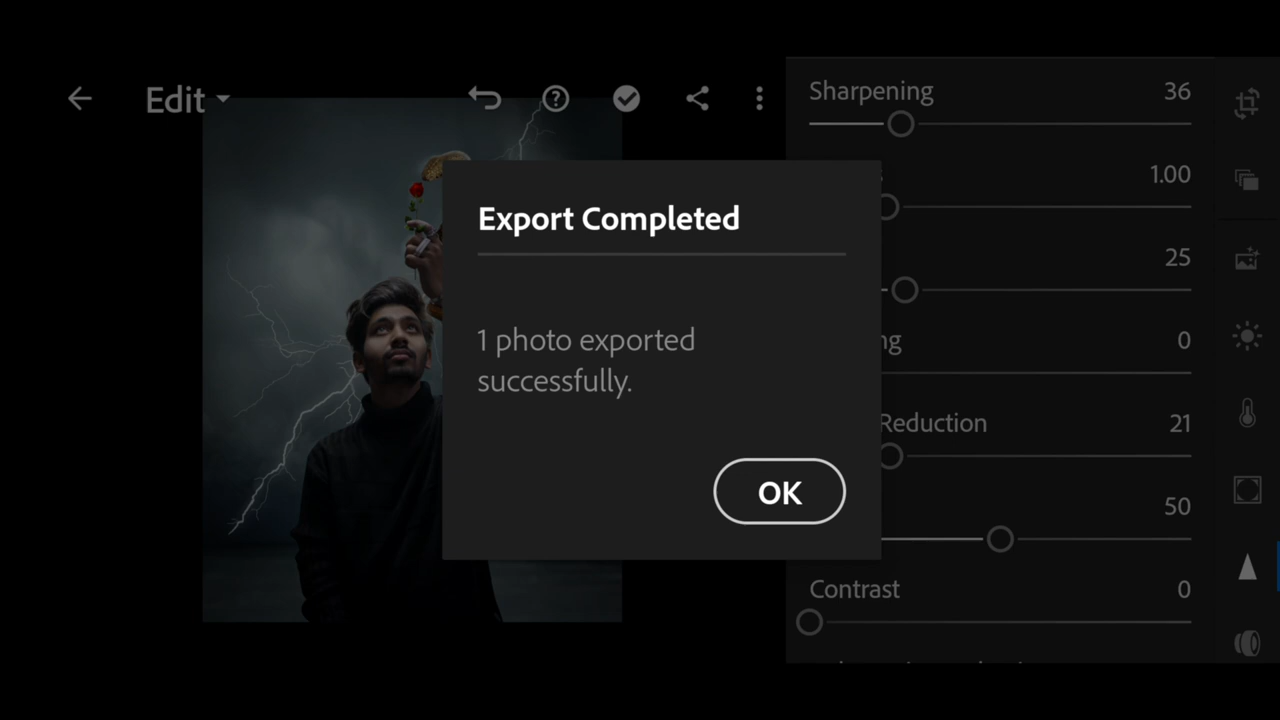 Edit
Sharpening 36
1.00
25
0
Reduction 21
50
Contrast 0
Export Completed
1 photo exported
successfully.
OK